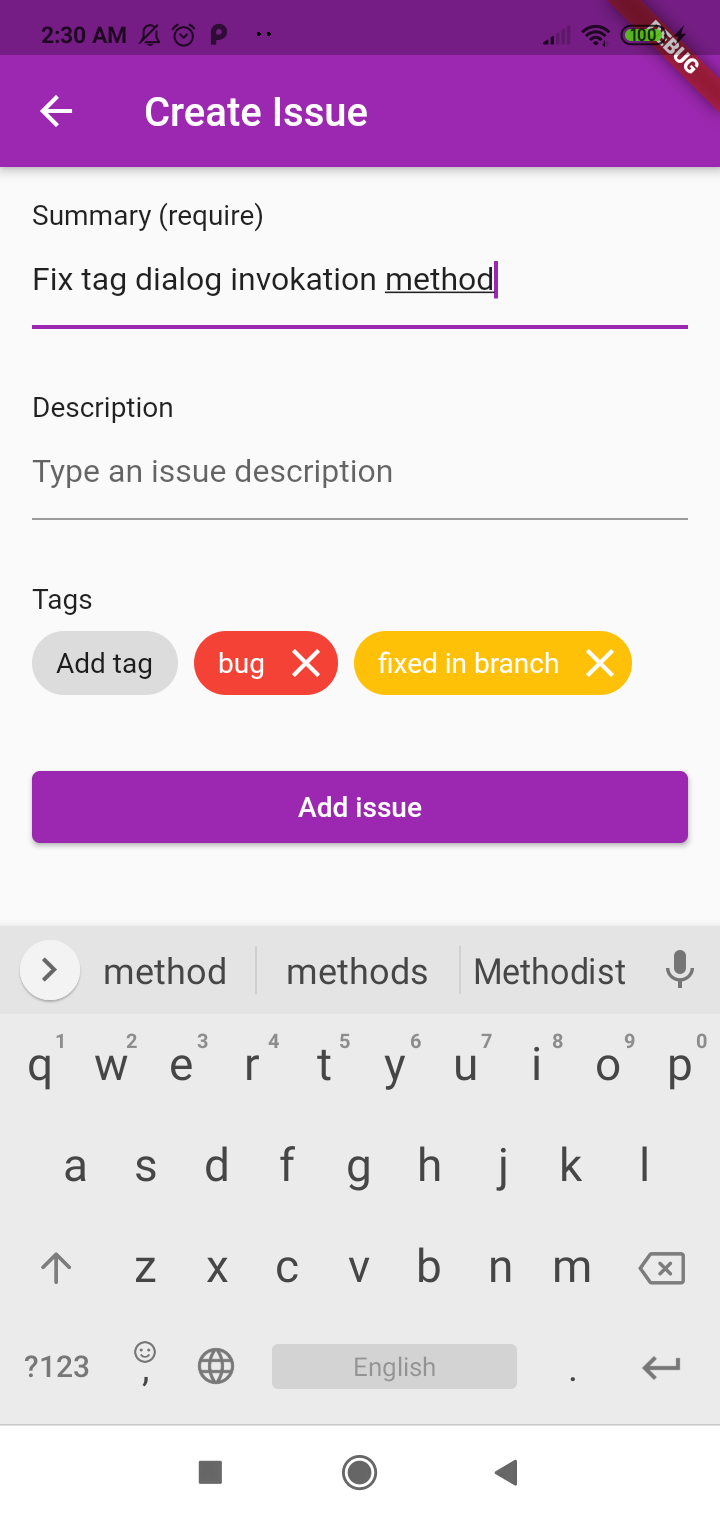 2:30 AM
100
DEBUG
Create Issue
Summary (require)
Fix tag dialog invokation method
Description
Type an issue description
Tags
Add tag bug fixed in branch
Add issue
method methods Methodist
1 2 3 4 5 6 7 8 9 0
q w e r t y u i o p
a s d f g h j k l
z x c v b n m
?123 , English .